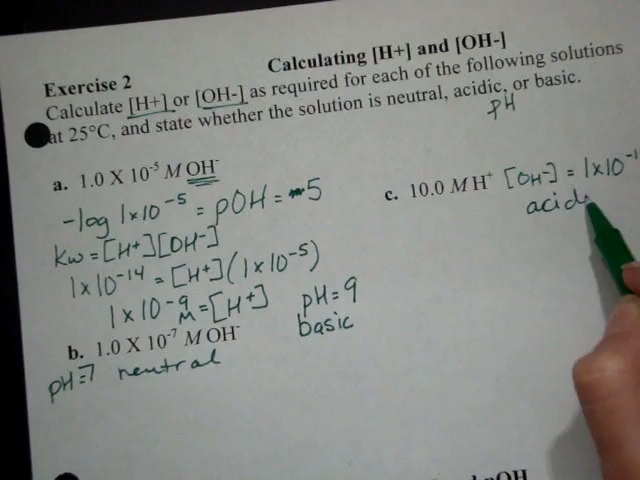 Calculating [H+] and [OH-]
Exercise 2
Calculate [H+] or [OH-] as required for each of the following solutions
at 25°C, and state whether the solution is neutral, acidic, or basic.
pH
a. 1.0 X 10⁻⁵ M OH⁻
-log 1x10⁻⁵ = pOH = 5
Kw = [H+][OH-]
1x10⁻¹⁴ = [H+](1x10⁻⁵)
1x10⁻⁹ M = [H+] pH = 9
basic
b. 1.0 X 10⁻⁷ M OH⁻
pH=7 neutral
c. 10.0 M H⁺ [OH-] = 1x10⁻¹
acid